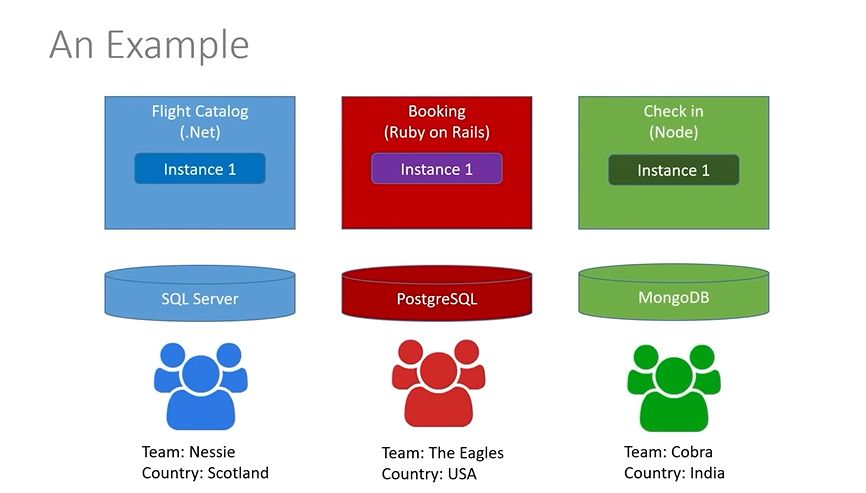 An Example
Flight Catalog
(.Net)
Instance 1
Booking
(Ruby on Rails)
Instance 1
Check in
(Node)
Instance 1
SQL Server
PostgreSQL
MongoDB
Team: Nessie
Country: Scotland
Team: The Eagles
Country: USA
Team: Cobra
Country: India